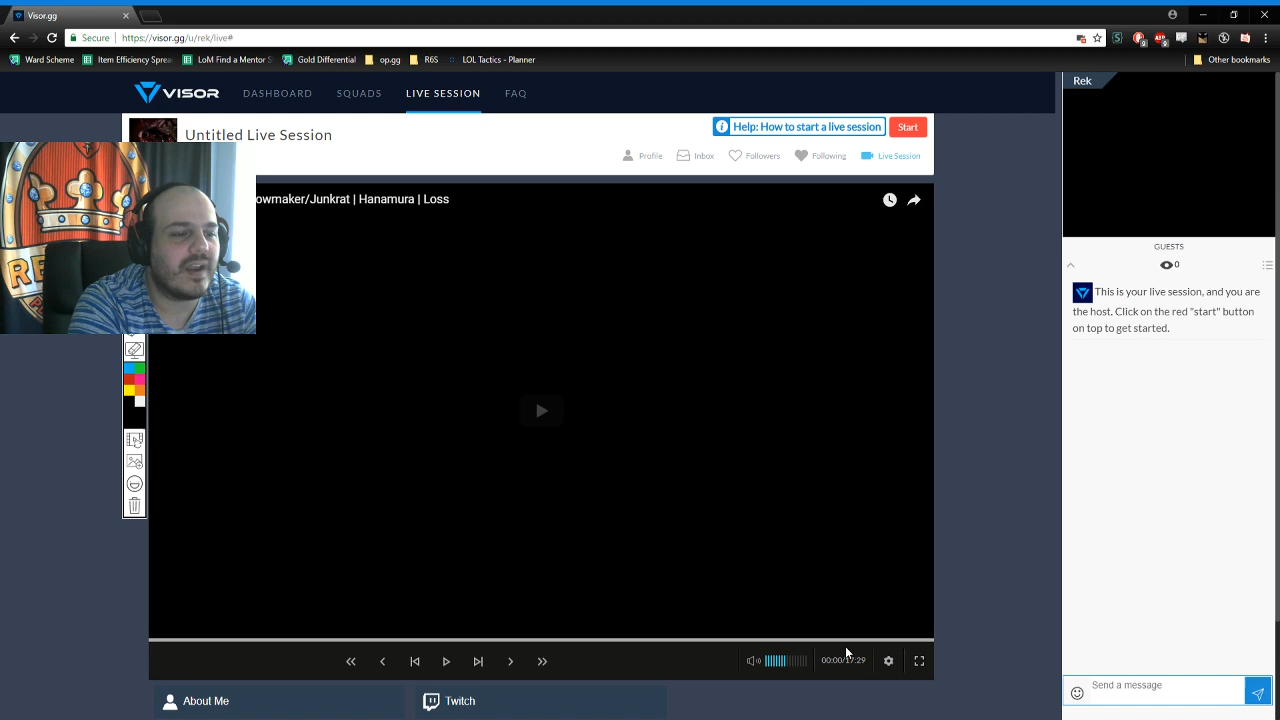 Visor.gg
Secure https://visor.gg/u/rek/live#
Ward Scheme Item Efficiency Sprea LoM Find a Mentor S Gold Differential op.gg R6S LOL Tactics - Planner Other bookmarks
VISOR DASHBOARD SQUADS LIVE SESSION FAQ
Rek
Untitled Live Session
Help: How to start a live session Start
Profile Inbox Followers Following Live Session
owmaker/Junkrat | Hanamura | Loss
GUESTS
0
This is your live session, and you are
the host. Click on the red "start" button
on top to get started.
00:00/17:29
Send a message
About Me Twitch